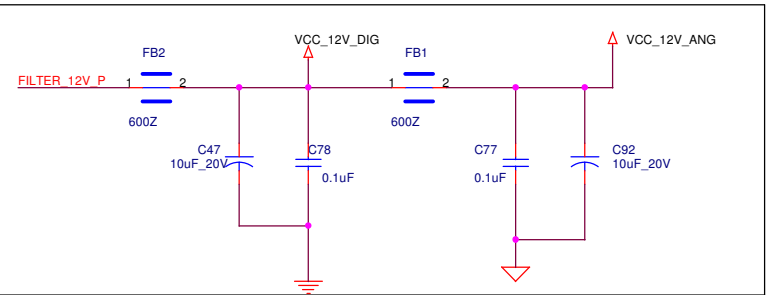 FB2
VCC_12V_DIG
FB1
VCC_12V_ANG
FILTER_12V_P
1
2
1
2
600Z
600Z
C47
10uF_20V
C78
0.1uF
C77
0.1uF
C92
10uF_20V